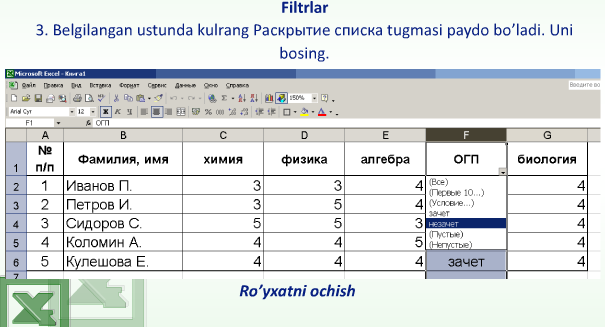 Filtrlar
3. Belgilangan ustunda kulrang Раскрытие списка tugmasi paydo bo’ladi. Uni
bosing.
Microsoft Excel - Книга1
Файл Правка Вид Вставка Формат Сервис Данные Окно Справка
Введите во
150%
Arial Cyr 12 Ж К Ч
F1 fx ОГП
A B C D E F G
1 № п/п Фамилия, имя химия физика алгебра ОГП биология
2 1 Иванов П. 3 3 4 4
3 2 Петров И. 3 5 4 4
4 3 Сидоров С. 5 5 3 4
5 4 Коломин А. 4 4 5 4
6 5 Кулешова Е. 4 4 4 зачет 4
7
(Все)
(Первые 10...)
(Условие...)
зачет
незачет
(Пустые)
(Непустые)
Ro’yxatni ochish